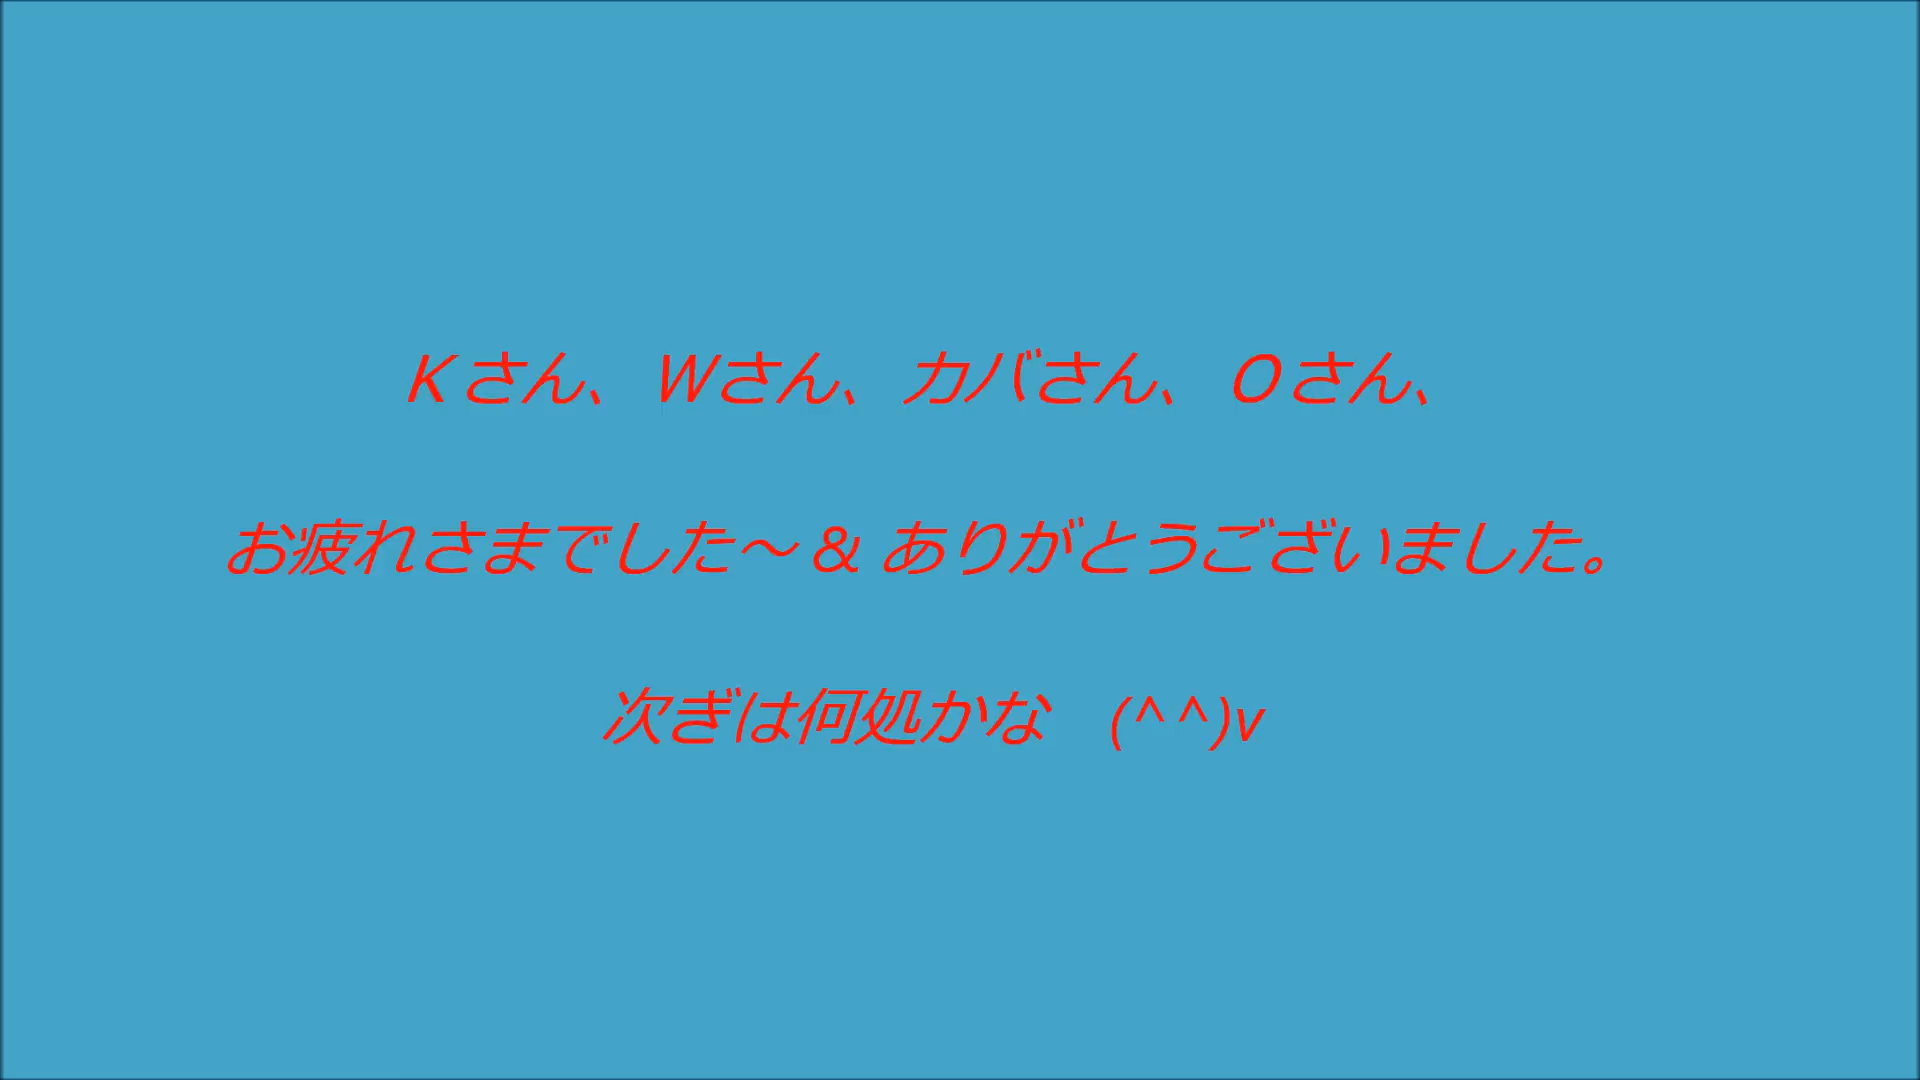 Kさん、Wさん、カバさん、Oさん、
お疲れさまでした～& ありがとうございました。
次ぎは何処かな　(^^)v